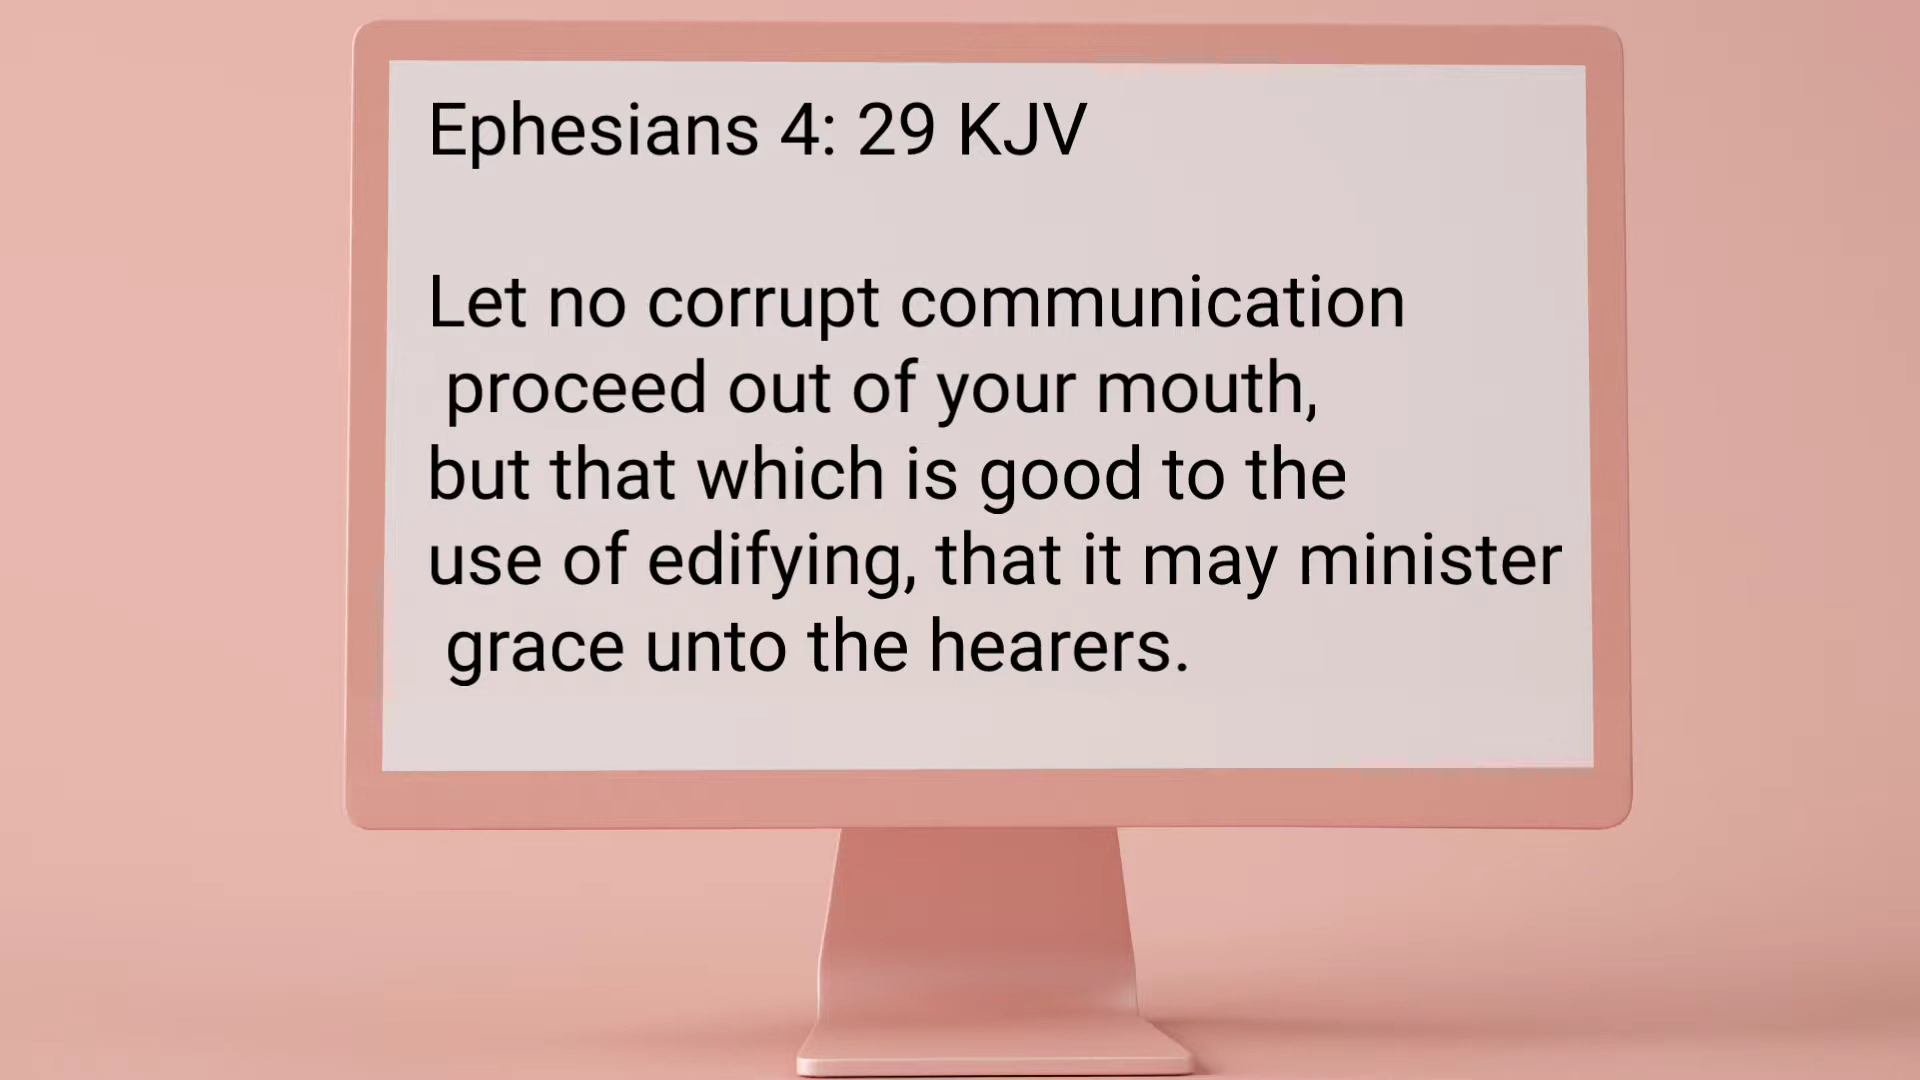 Ephesians 4: 29 KJV
Let no corrupt communication
proceed out of your mouth,
but that which is good to the
use of edifying, that it may minister
grace unto the hearers.